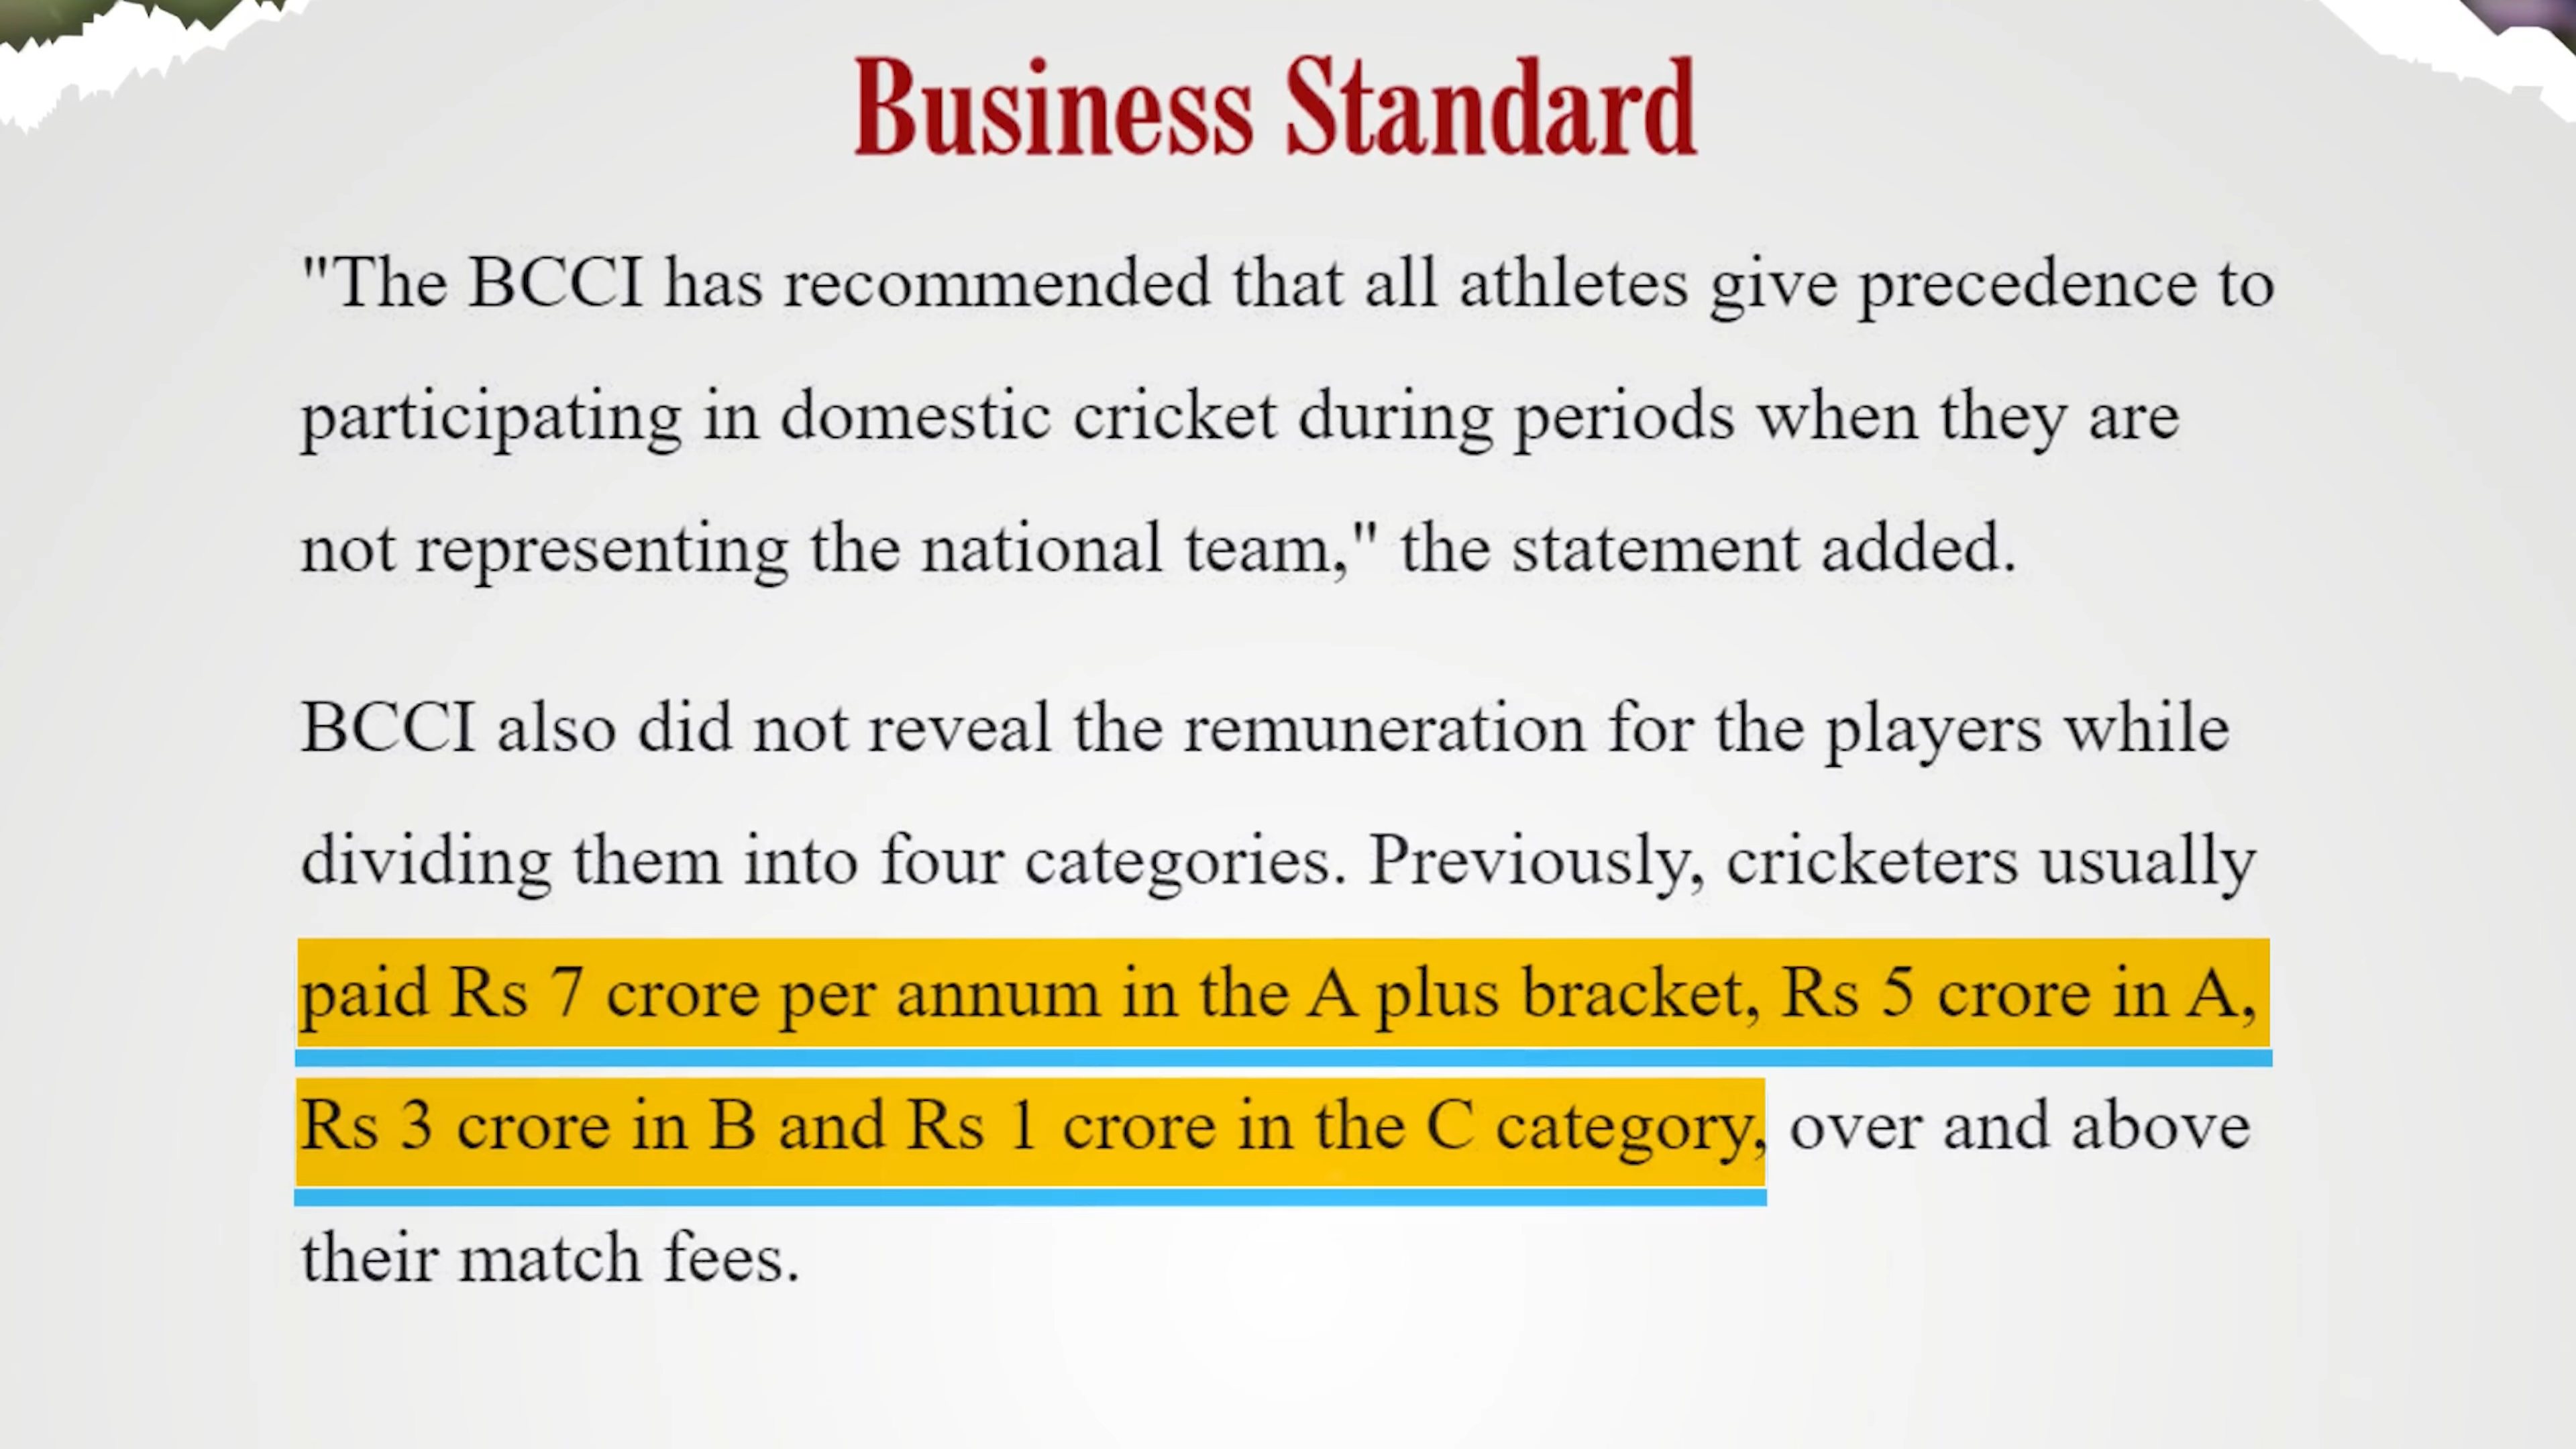 Business Standard
"The BCCI has recommended that all athletes give precedence to
participating in domestic cricket during periods when they are
not representing the national team," the statement added.
BCCI also did not reveal the remuneration for the players while
dividing them into four categories. Previously, cricketers usually
paid Rs 7 crore per annum in the A plus bracket, Rs 5 crore in A,
Rs 3 crore in B and Rs 1 crore in the C category, over and above
their match fees.